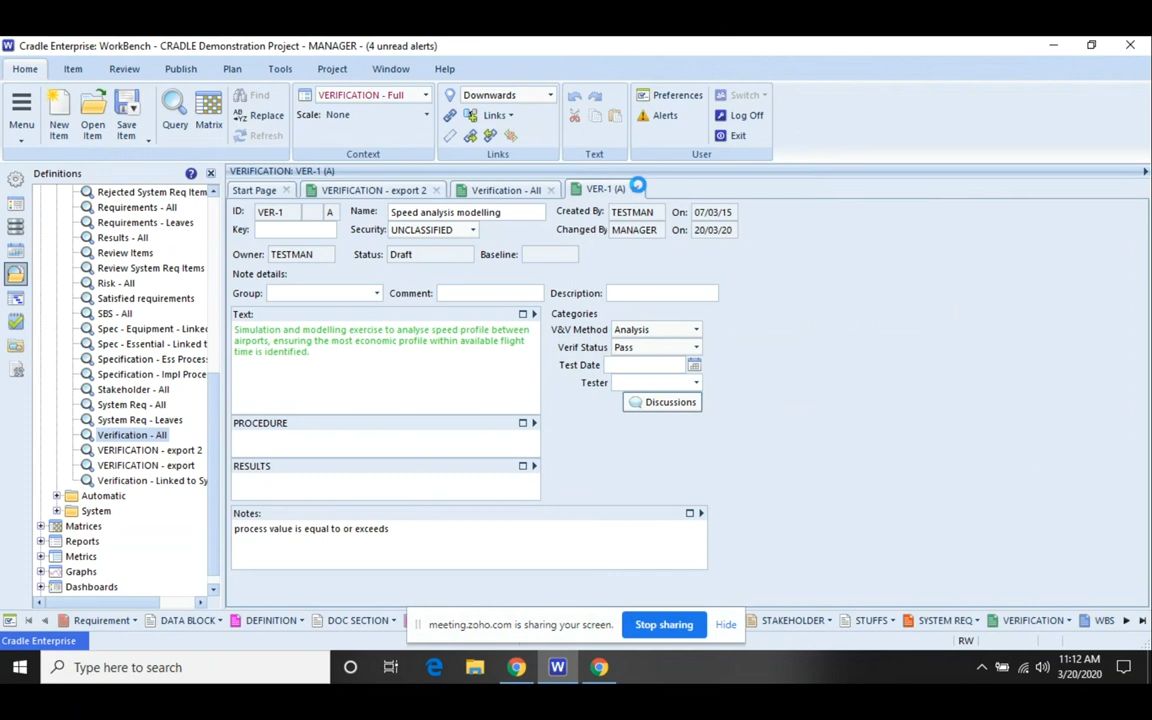 Cradle Enterprise: WorkBench - CRADLE Demonstration Project - MANAGER - (4 unread alerts)
Home Item Review Publish Plan Tools Project Window Help
Menu
New Item
Open Item
Save Item
Query
Matrix
Find
Replace
Refresh
VERIFICATION - Full
Scale: None
Context
Downwards
Links
Links
Text
Preferences
Alerts
Switch
Log Off
Exit
User
Definitions
Rejected System Req Item
Requirements - All
Requirements - Leaves
Results - All
Review Items
Review System Req Items
Risk - All
Satisfied requirements
SBS - All
Spec - Equipment - Linked
Spec - Essential - Linked t
Specification - Ess Process
Specification - Impl Proce
Stakeholder - All
System Req - All
System Req - Leaves
Verification - All
VERIFICATION - export 2
VERIFICATION - export
Verification - Linked to Sy
Automatic
System
Matrices
Reports
Metrics
Graphs
Dashboards
VERIFICATION: VER-1 (A)
Start Page VERIFICATION - export 2 Verification - All VER-1 (A)
ID: VER-1 A Name: Speed analysis modelling Created By: TESTMAN On: 07/03/15
Key: Security: UNCLASSIFIED Changed By MANAGER On: 20/03/20
Owner: TESTMAN Status: Draft Baseline:
Note details:
Group: Comment: Description:
Text:
Simulation and modelling exercise to analyse speed profile between
airports, ensuring the most economic profile within available flight
time is identified.
Categories
V&V Method Analysis
Verif Status Pass
Test Date
Tester
Discussions
PROCEDURE
RESULTS
Notes:
process value is equal to or exceeds
Requirement DATA BLOCK DEFINITION DOC SECTION STAKEHOLDER STUFFS SYSTEM REQ VERIFICATION WBS
meeting.zoho.com is sharing your screen. Stop sharing Hide
Cradle Enterprise RW
Type here to search
11:12 AM
3/20/2020